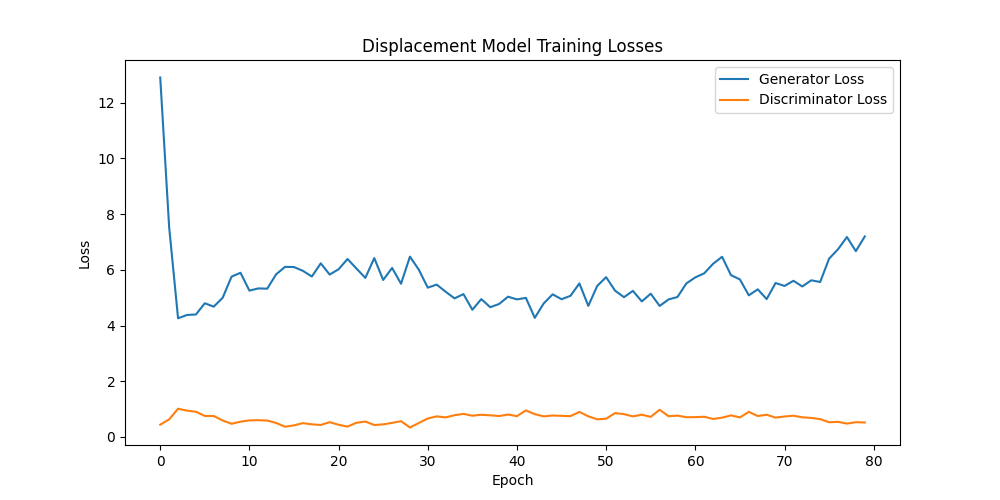 Displacement Model Training Losses
Generator Loss
Discriminator Loss
Loss
12
10
8
6
4
2
0
0 10 20 30 40 50 60 70 80
Epoch